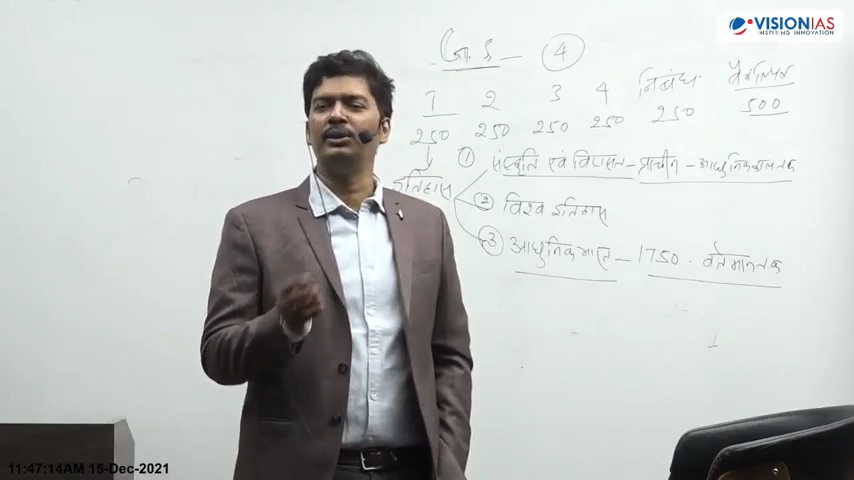 VISIONIAS
INSPIRING INNOVATION
G.S — 4
1 2 3 4 निबंध वैकल्पिक
250 250 250 250 250 500
इतिहास
① संस्कृति एवं विरासत - प्राचीन - आधुनिक काल तक
② विश्व इतिहास
③ आधुनिक भारत - 1750 - वर्तमान तक
11:47:14AM 15-Dec-2021